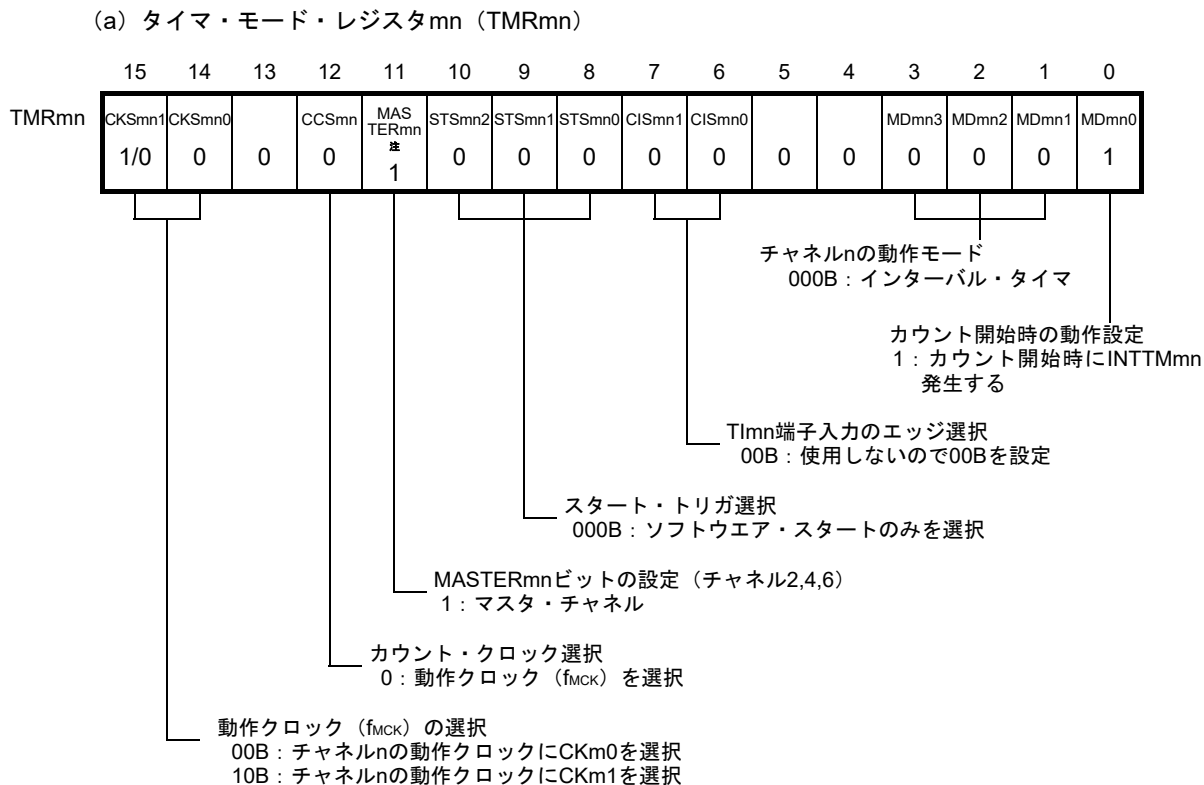 (a) タイマ・モード・レジスタmn（TMRmn）
15 14 13 12 11 10 9 8 7 6 5 4 3 2 1 0
TMRmn CKSmn1 CKSmn0 CCSmn MAS TERmn 注 STSmn2 STSmn1 STSmn0 CISmn1 CISmn0 MDmn3 MDmn2 MDmn1 MDmn0
1/0 0 0 0 1 0 0 0 0 0 0 0 0 0 0 1
チャネルnの動作モード
000B：インターバル・タイマ
カウント開始時の動作設定
1：カウント開始時にINTTMmn
発生する
TImn端子入力のエッジ選択
00B：使用しないので00Bを設定
スタート・トリガ選択
000B：ソフトウエア・スタートのみを選択
MASTERmnビットの設定（チャネル2,4,6）
1：マスタ・チャネル
カウント・クロック選択
0：動作クロック（fMCK）を選択
動作クロック（fMCK）の選択
00B：チャネルnの動作クロックにCKm0を選択
10B：チャネルnの動作クロックにCKm1を選択